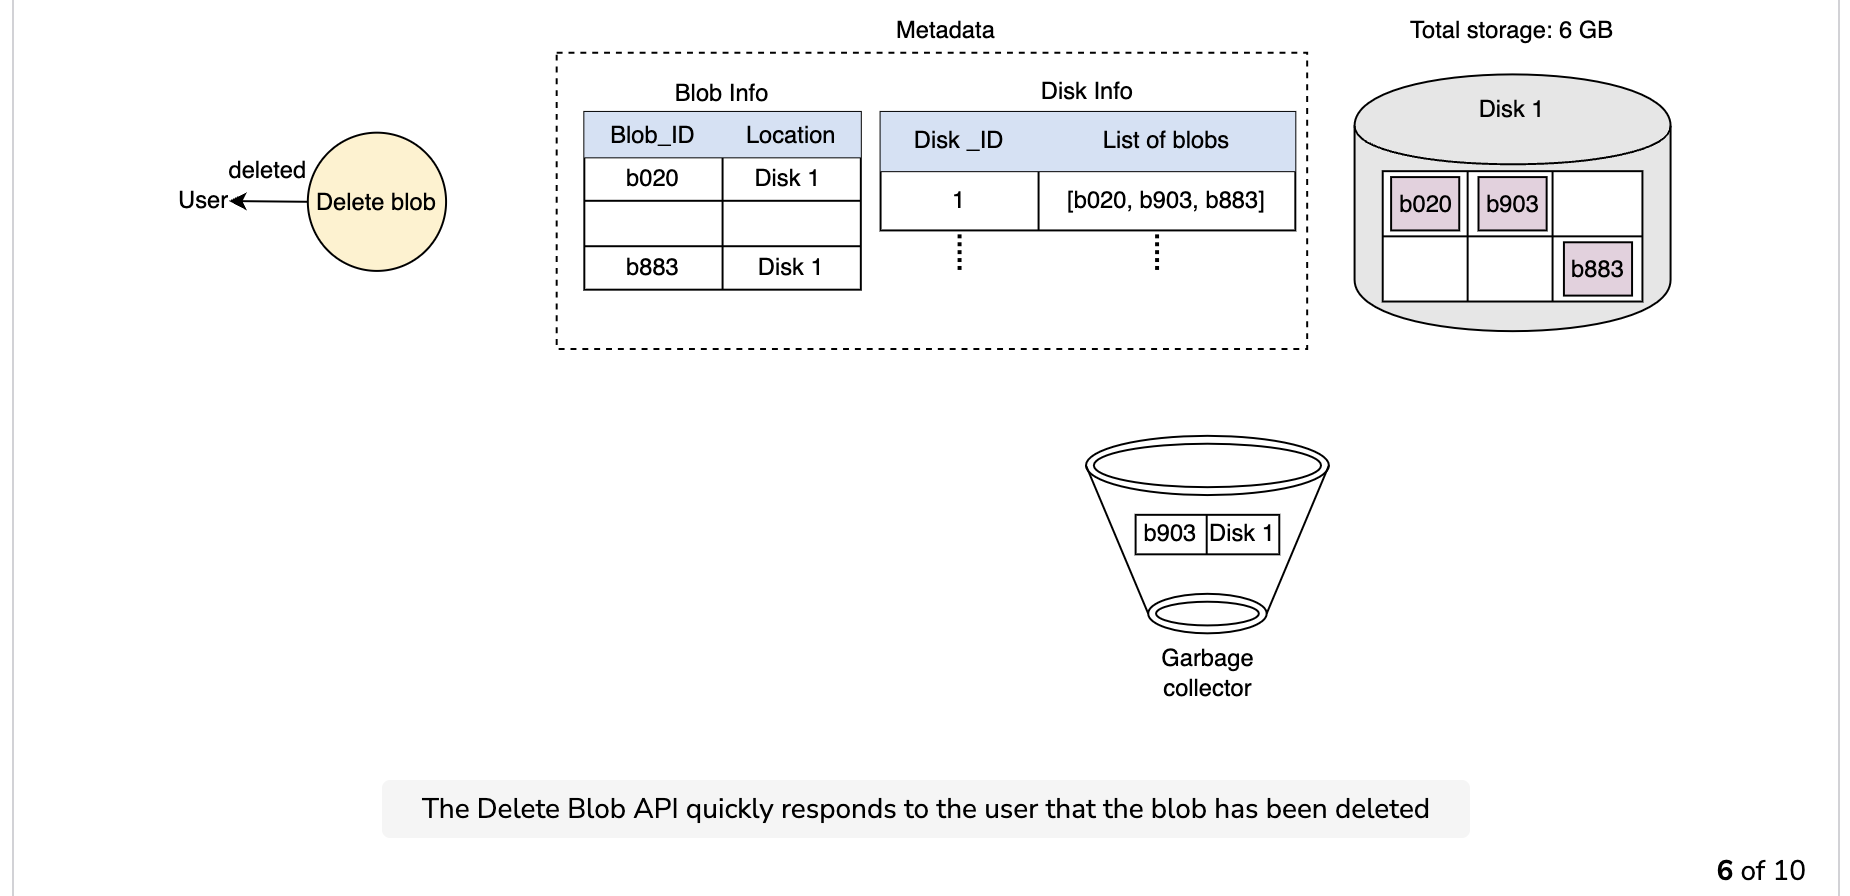 Metadata
Total storage: 6 GB
Blob Info
Disk Info
Blob_ID Location
b020 Disk 1
b883 Disk 1
Disk _ID List of blobs
1 [b020, b903, b883]
Disk 1
b020 b903
b883
deleted
User
Delete blob
b903 Disk 1
Garbage
collector
The Delete Blob API quickly responds to the user that the blob has been deleted
6 of 10